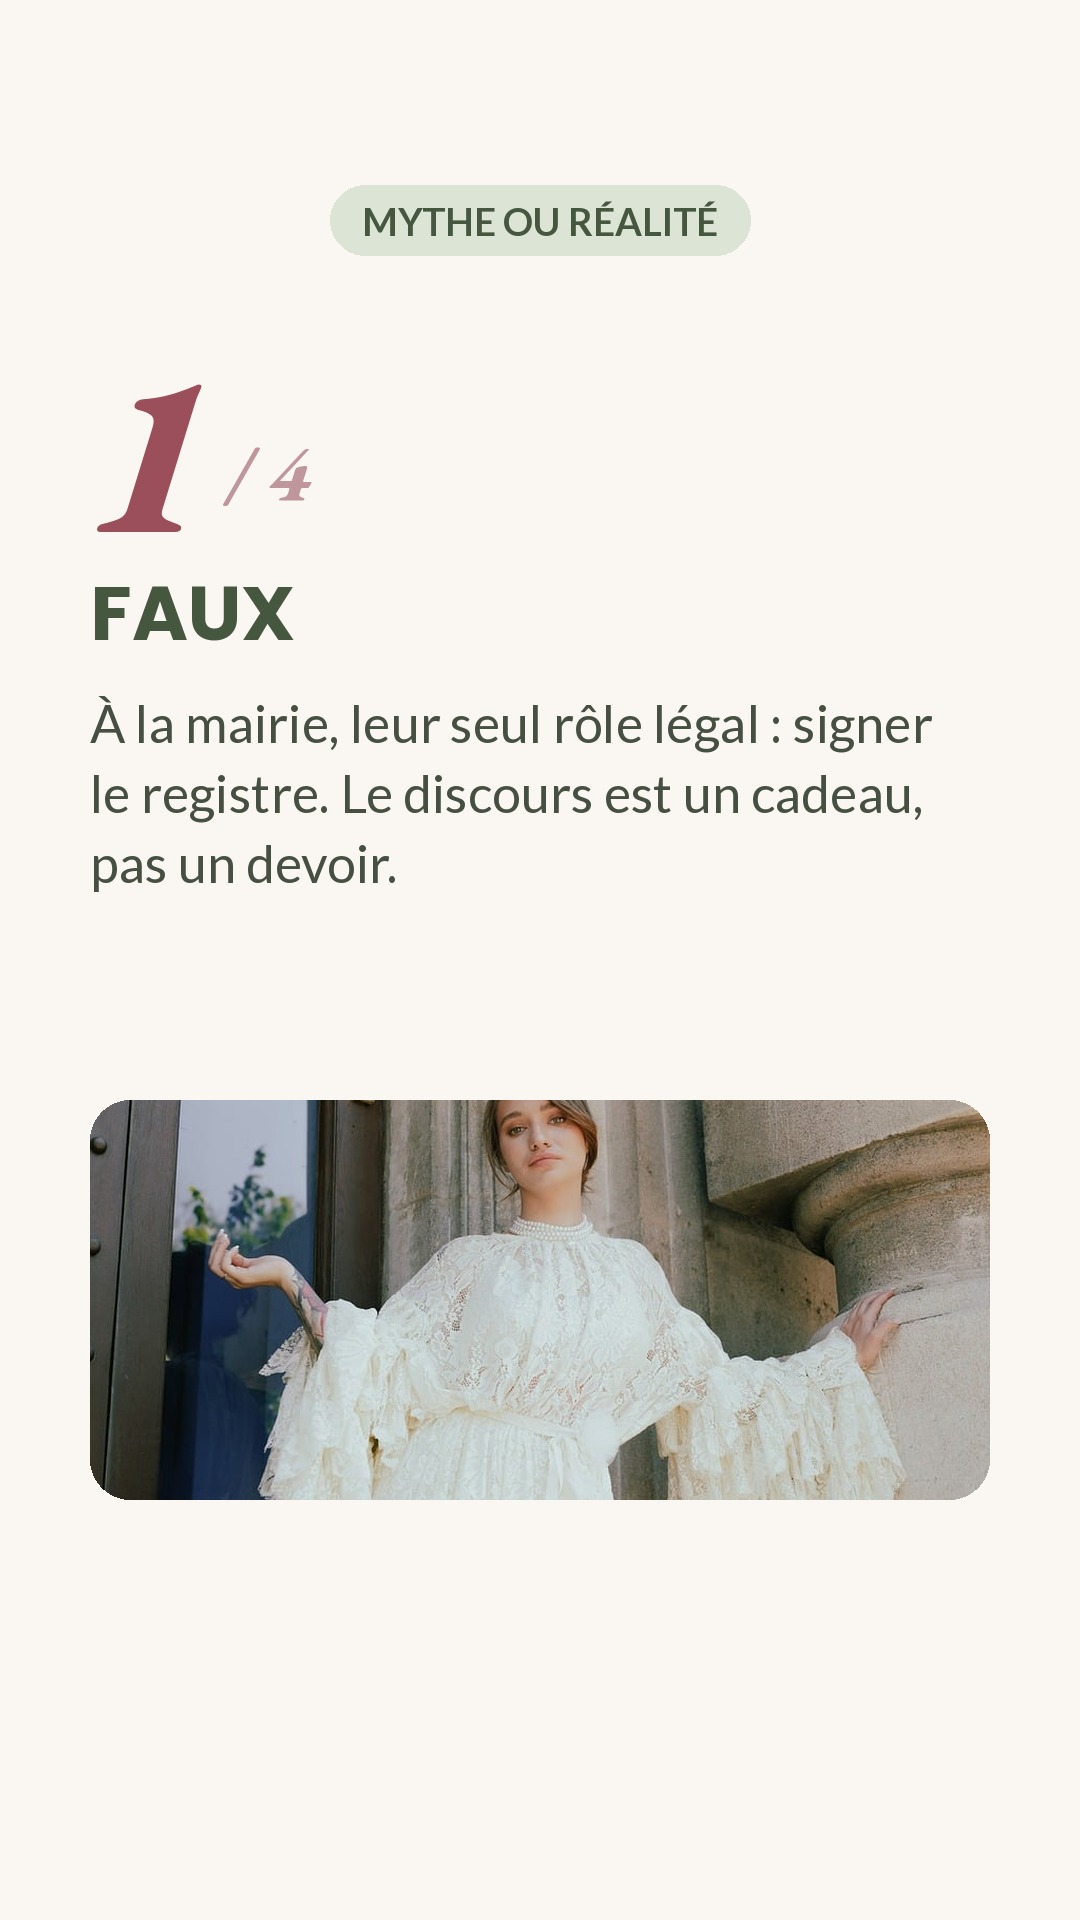 MYTHE OU RÉALITÉ
1 / 4
FAUX
À la mairie, leur seul rôle légal : signer
le registre. Le discours est un cadeau,
pas un devoir.